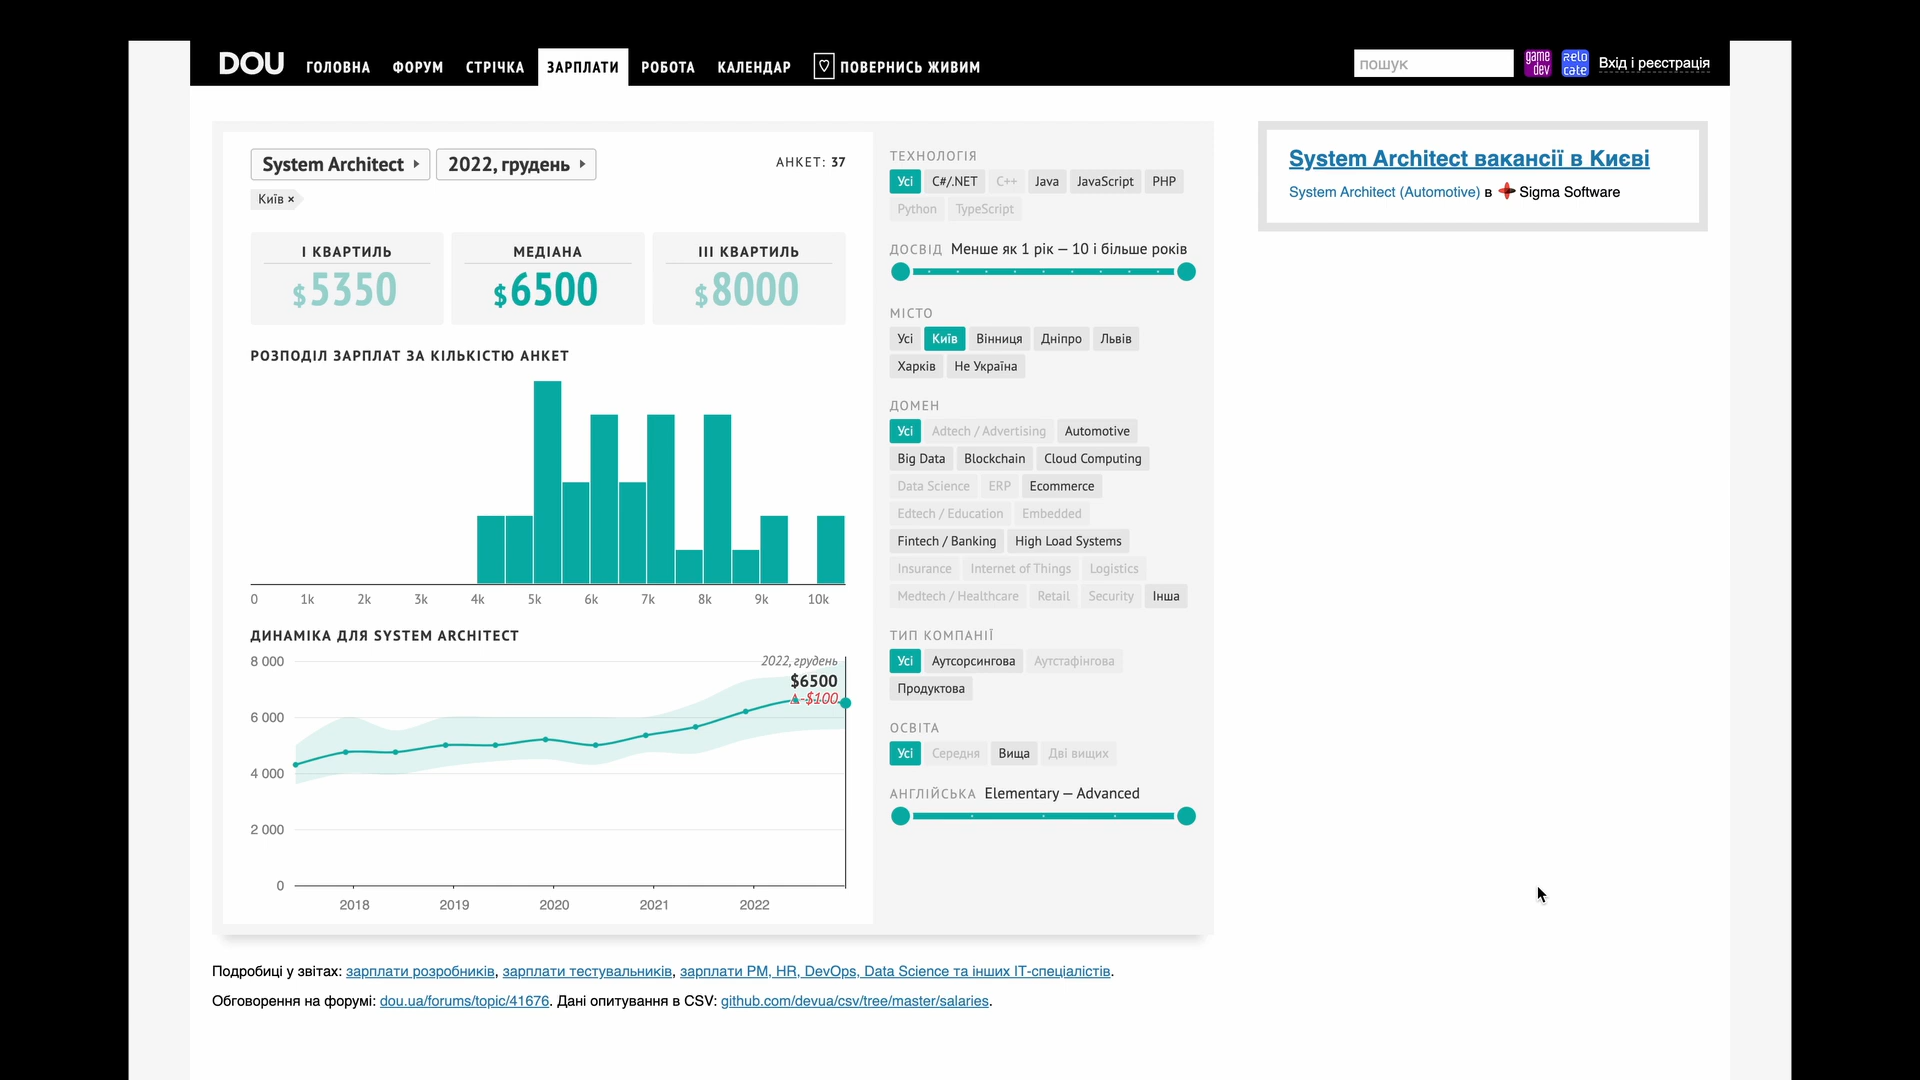 DOU ГОЛОВНА ФОРУМ СТРІЧКА ЗАРПЛАТИ РОБОТА КАЛЕНДАР ПОВЕРНИСЬ ЖИВИМ пошук game dev relo cate Вхід і реєстрація
System Architect 2022, грудень АНКЕТ: 37
Київ ×
І КВАРТИЛЬ МЕДІАНА ІІІ КВАРТИЛЬ
$5350 $6500 $8000
РОЗПОДІЛ ЗАРПЛАТ ЗА КІЛЬКІСТЮ АНКЕТ
0 1k 2k 3k 4k 5k 6k 7k 8k 9k 10k
ДИНАМІКА ДЛЯ SYSTEM ARCHITECT
8 000
2022, грудень
$6500
-$100
6 000
4 000
2 000
0
2018 2019 2020 2021 2022
ТЕХНОЛОГІЯ
Усі C#/.NET C++ Java JavaScript PHP
Python TypeScript
ДОСВІД Менше як 1 рік — 10 і більше років
МІСТО
Усі Київ Вінниця Дніпро Львів
Харків Не Україна
ДОМЕН
Усі Adtech / Advertising Automotive
Big Data Blockchain Cloud Computing
Data Science ERP Ecommerce
Edtech / Education Embedded
Fintech / Banking High Load Systems
Insurance Internet of Things Logistics
Medtech / Healthcare Retail Security Інша
ТИП КОМПАНІЇ
Усі Аутсорсингова Аутстафінгова
Продуктова
ОСВІТА
Усі Середня Вища Дві вищих
АНГЛІЙСЬКА Elementary — Advanced
System Architect вакансії в Києві
System Architect (Automotive) в Sigma Software
Подробиці у звітах: зарплати розробників, зарплати тестувальників, зарплати PM, HR, DevOps, Data Science та інших ІТ-спеціалістів.
Обговорення на форумі: dou.ua/forums/topic/41676. Дані опитування в CSV: github.com/devua/csv/tree/master/salaries.